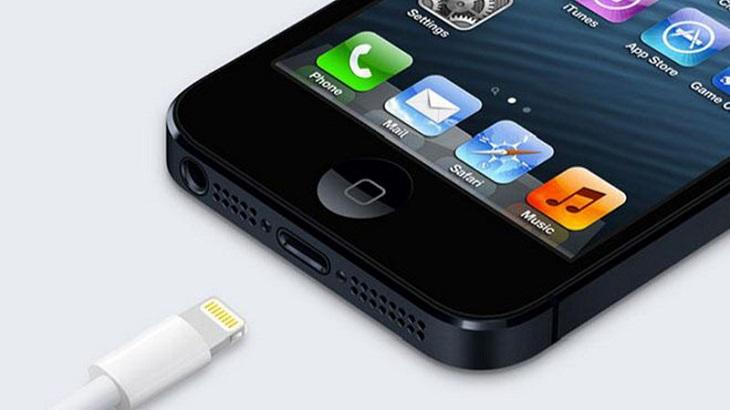 Settings
iTunes
App Store
Game C
Phone
Mail
Safari
Music